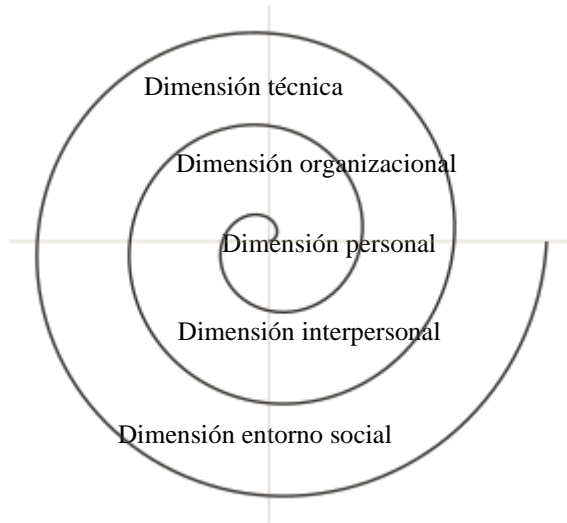 Dimensión técnica
Dimensión organizacional
Dimensión personal
Dimensión interpersonal
Dimensión entorno social